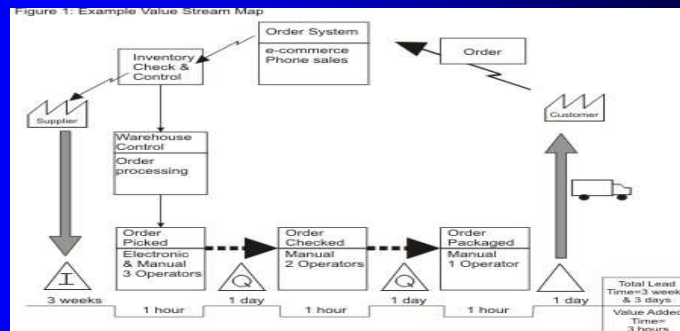 Figure 1: Example Value Stream Map
Order System
e-commerce
Phone sales
Order
Inventory
Check &
Control
Supplier
Customer
Warehouse
Control
Order
processing
Order
Picked
Electronic
& Manual
3 Operators
Order
Checked
Manual
2 Operators
Order
Packaged
Manual
1 Operator
I
Q
Q
3 weeks
1 hour
1 day
1 hour
1 day
1 hour
1 day
Total Lead
Time=3 week
& 3 days
Value Added
Time=
3 hours